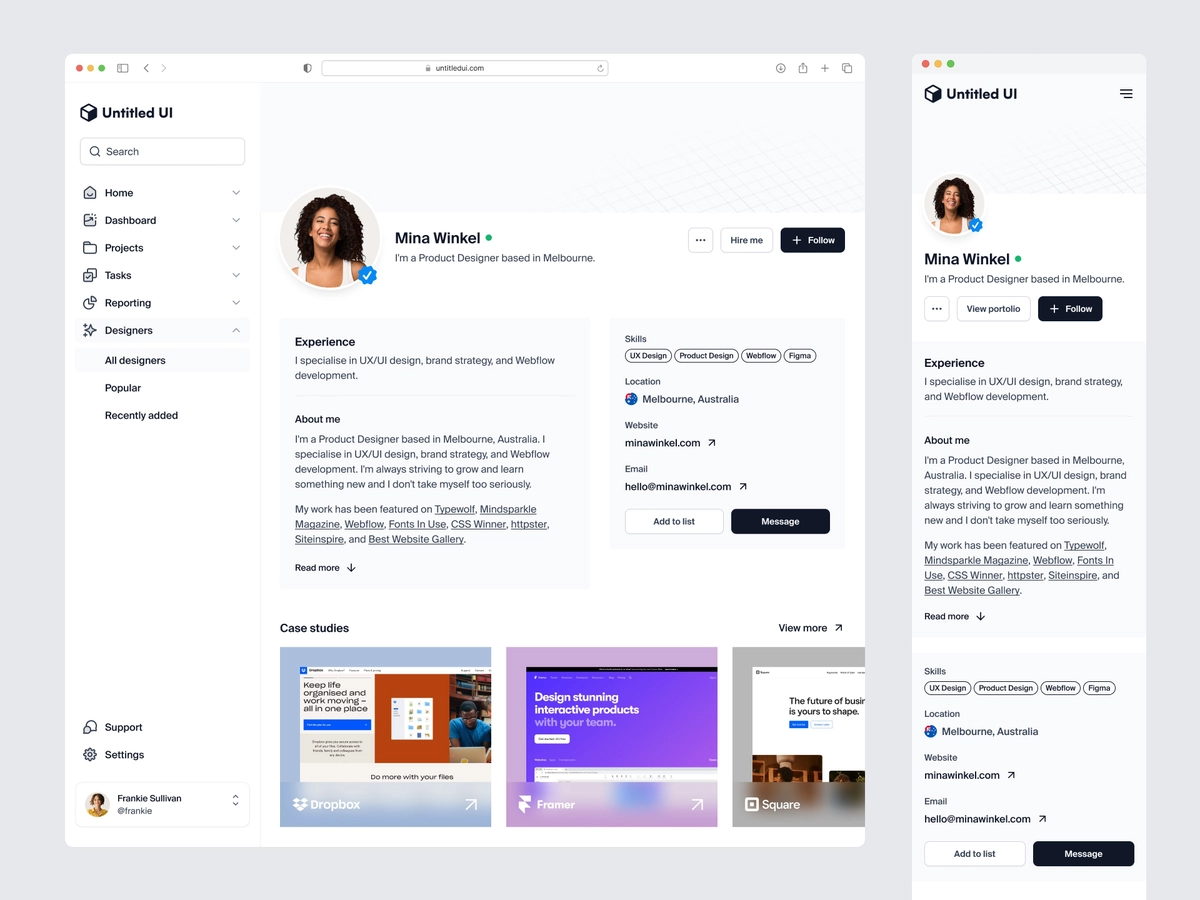 untitledui.com
Untitled UI
Search
Home
Dashboard
Projects
Tasks
Reporting
Designers
All designers
Popular
Recently added
Support
Settings
Frankie Sullivan
@frankie
Mina Winkel
I'm a Product Designer based in Melbourne.
Hire me
Follow
Experience
I specialise in UX/UI design, brand strategy, and Webflow
development.
About me
I'm a Product Designer based in Melbourne, Australia. I
specialise in UX/UI design, brand strategy, and Webflow
development. I'm always striving to grow and learn
something new and I don't take myself too seriously.
My work has been featured on Typewolf, Mindsparkle
Magazine, Webflow, Fonts In Use, CSS Winner, httpster,
Siteinspire, and Best Website Gallery.
Read more
Skills
UX Design Product Design Webflow Figma
Location
Melbourne, Australia
Website
minawinkel.com
Email
hello@minawinkel.com
Add to list
Message
Case studies
View more
Dropbox
Keep life
organised and
work moving –
all in one place
Do more with your files
Dropbox
Framer
Design stunning
interactive products
with your team.
Framer
Square
The future of busin
is yours to shape.
Square
Untitled UI
Mina Winkel
I'm a Product Designer based in Melbourne.
View portolio
Follow
Experience
I specialise in UX/UI design, brand strategy,
and Webflow development.
About me
I'm a Product Designer based in Melbourne,
Australia. I specialise in UX/UI design, brand
strategy, and Webflow development. I'm
always striving to grow and learn something
new and I don't take myself too seriously.
My work has been featured on Typewolf,
Mindsparkle Magazine, Webflow, Fonts In
Use, CSS Winner, httpster, Siteinspire, and
Best Website Gallery.
Read more
Skills
UX Design Product Design Webflow Figma
Location
Melbourne, Australia
Website
minawinkel.com
Email
hello@minawinkel.com
Add to list
Message